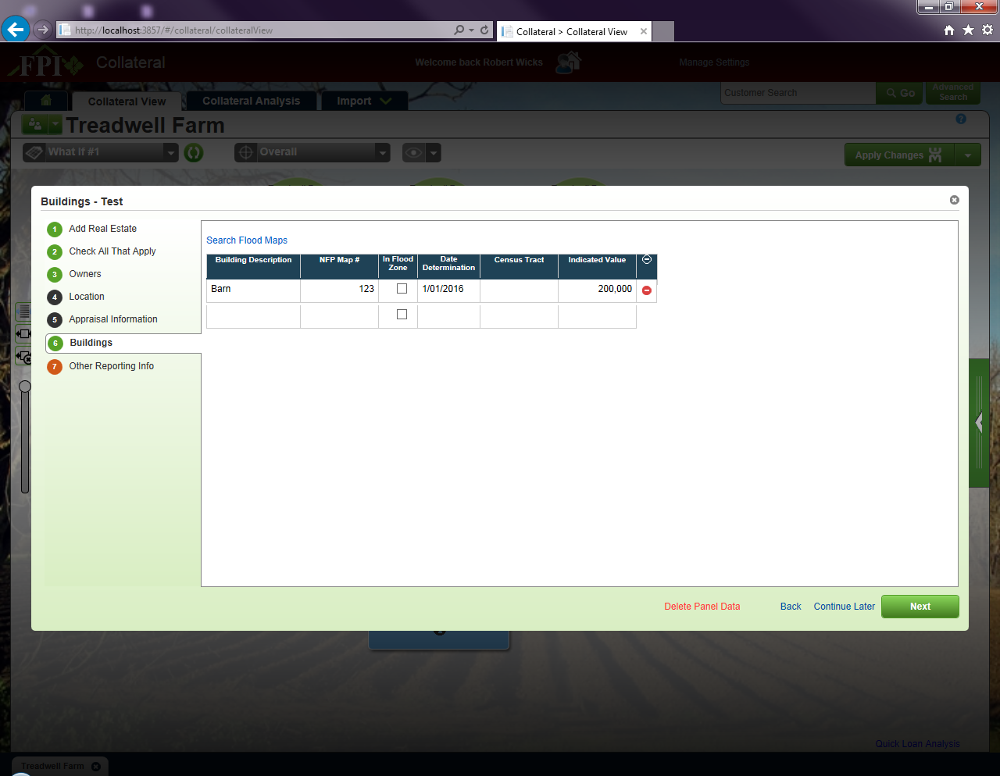 http://localhost:3857/#/collateral/collateralView
Collateral > Collateral View
FPI
Collateral
Welcome back Robert Wicks
Manage Settings
Collateral View
Collateral Analysis
Import
Customer Search
Go
Advanced
Search
Treadwell Farm
What If #1
Overall
Apply Changes
Buildings - Test
1 Add Real Estate
2 Check All That Apply
3 Owners
4 Location
5 Appraisal Information
6 Buildings
7 Other Reporting Info
Search Flood Maps
Building Description
NFP Map #
In Flood
Zone
Date
Determination
Census Tract
Indicated Value
Barn
123
1/01/2016
200,000
Delete Panel Data
Back
Continue Later
Next
Quick Loan Analysis
Treadwell Farm